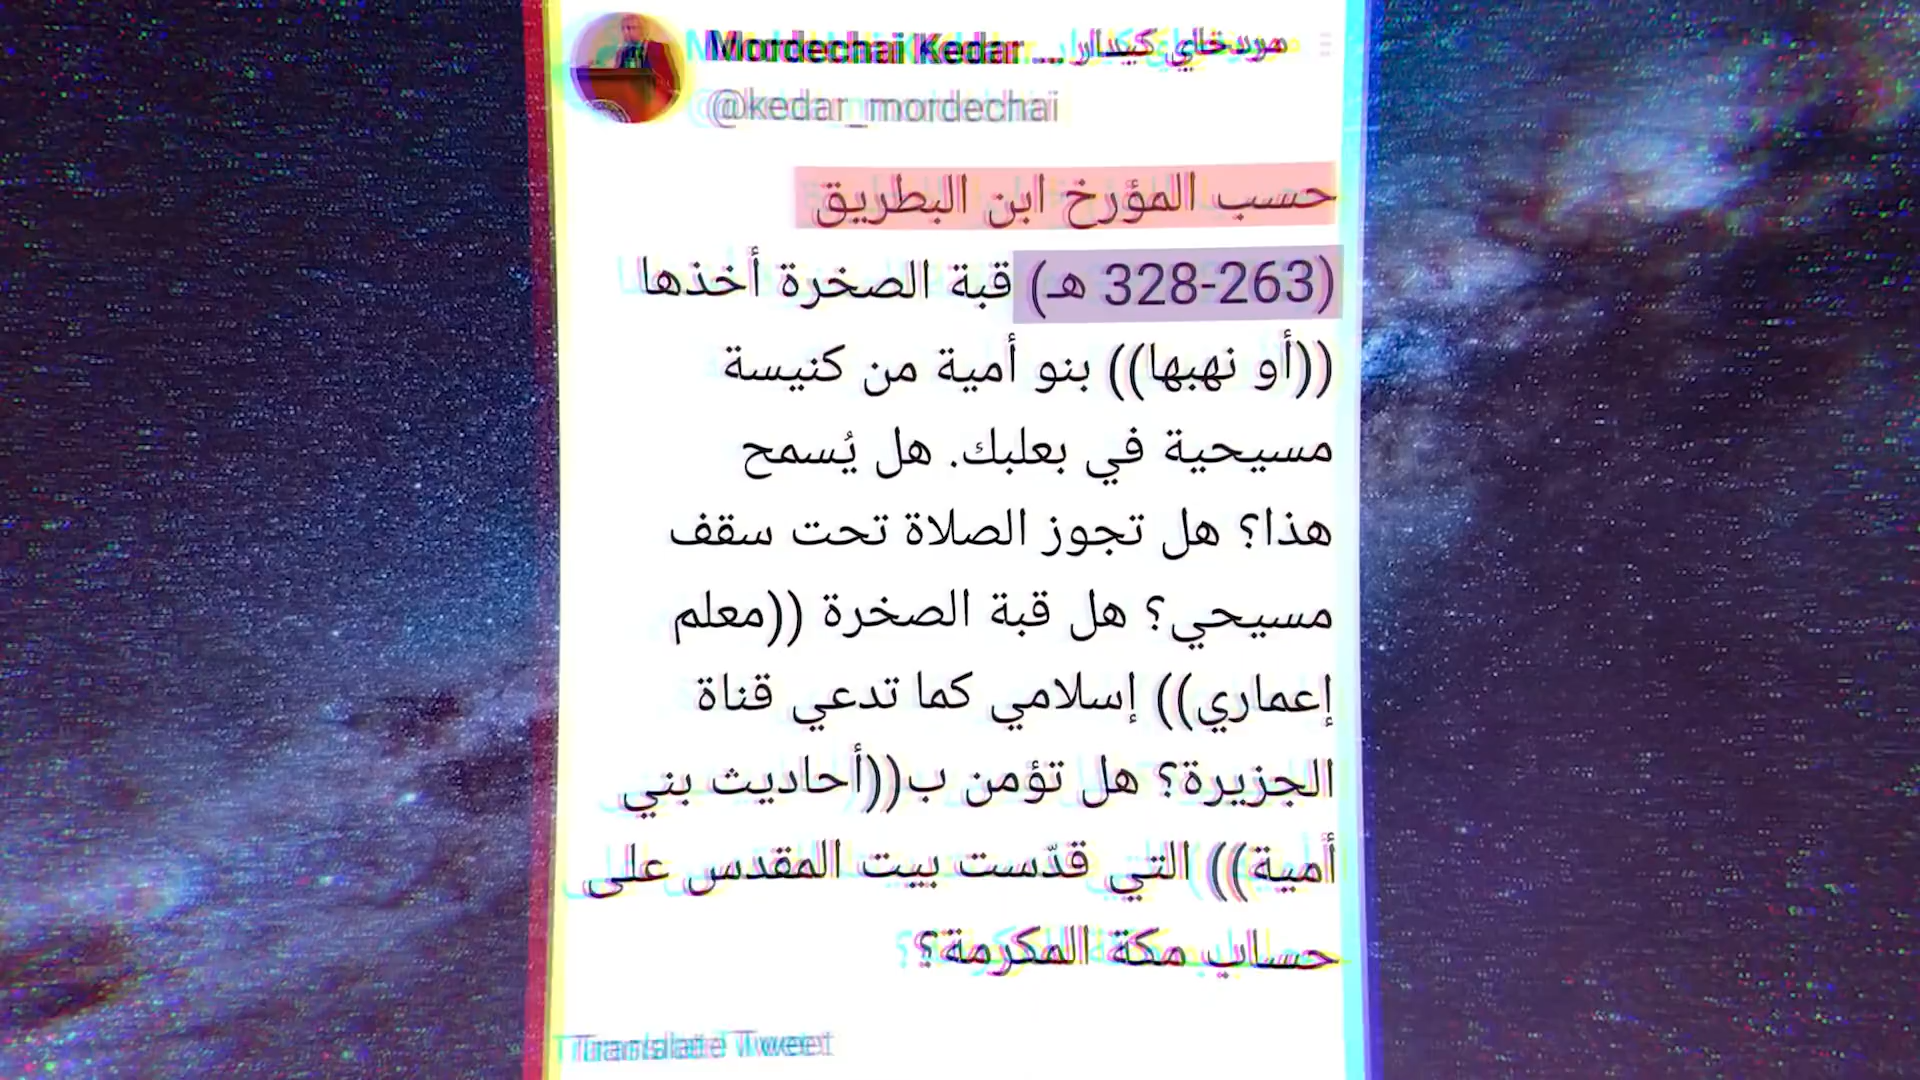 Mordechai Kedar ... مردخاي كيدار
@kedar_mordechai
حسب المؤرخ ابن البطريق
(263-328 هـ) قبة الصخرة أخذها
((أو نهبها)) بنو أمية من كنيسة
مسيحية في بعلبك. هل يُسمح
هذا؟ هل تجوز الصلاة تحت سقف
مسيحي؟ هل قبة الصخرة ((معلم
إعماري)) إسلامي كما تدعي قناة
الجزيرة؟ هل تؤمن ب((أحاديث بني
أمية)) التي قدّست بيت المقدس على
حساب مكة المكرمة؟
Translate Tweet